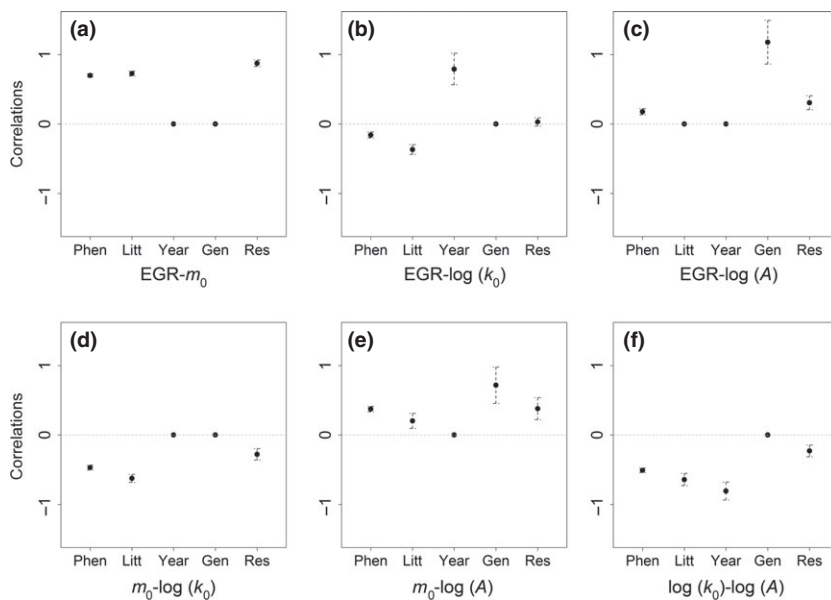 (a)
(b)
(c)
Correlations
1
0
−1
Phen Litt Year Gen Res
EGR-m0
1
0
−1
Phen Litt Year Gen Res
EGR-log (k0)
1
0
−1
Phen Litt Year Gen Res
EGR-log (A)
(d)
(e)
(f)
Correlations
1
0
−1
Phen Litt Year Gen Res
m0-log (k0)
1
0
−1
Phen Litt Year Gen Res
m0-log (A)
1
0
−1
Phen Litt Year Gen Res
log (k0)-log (A)